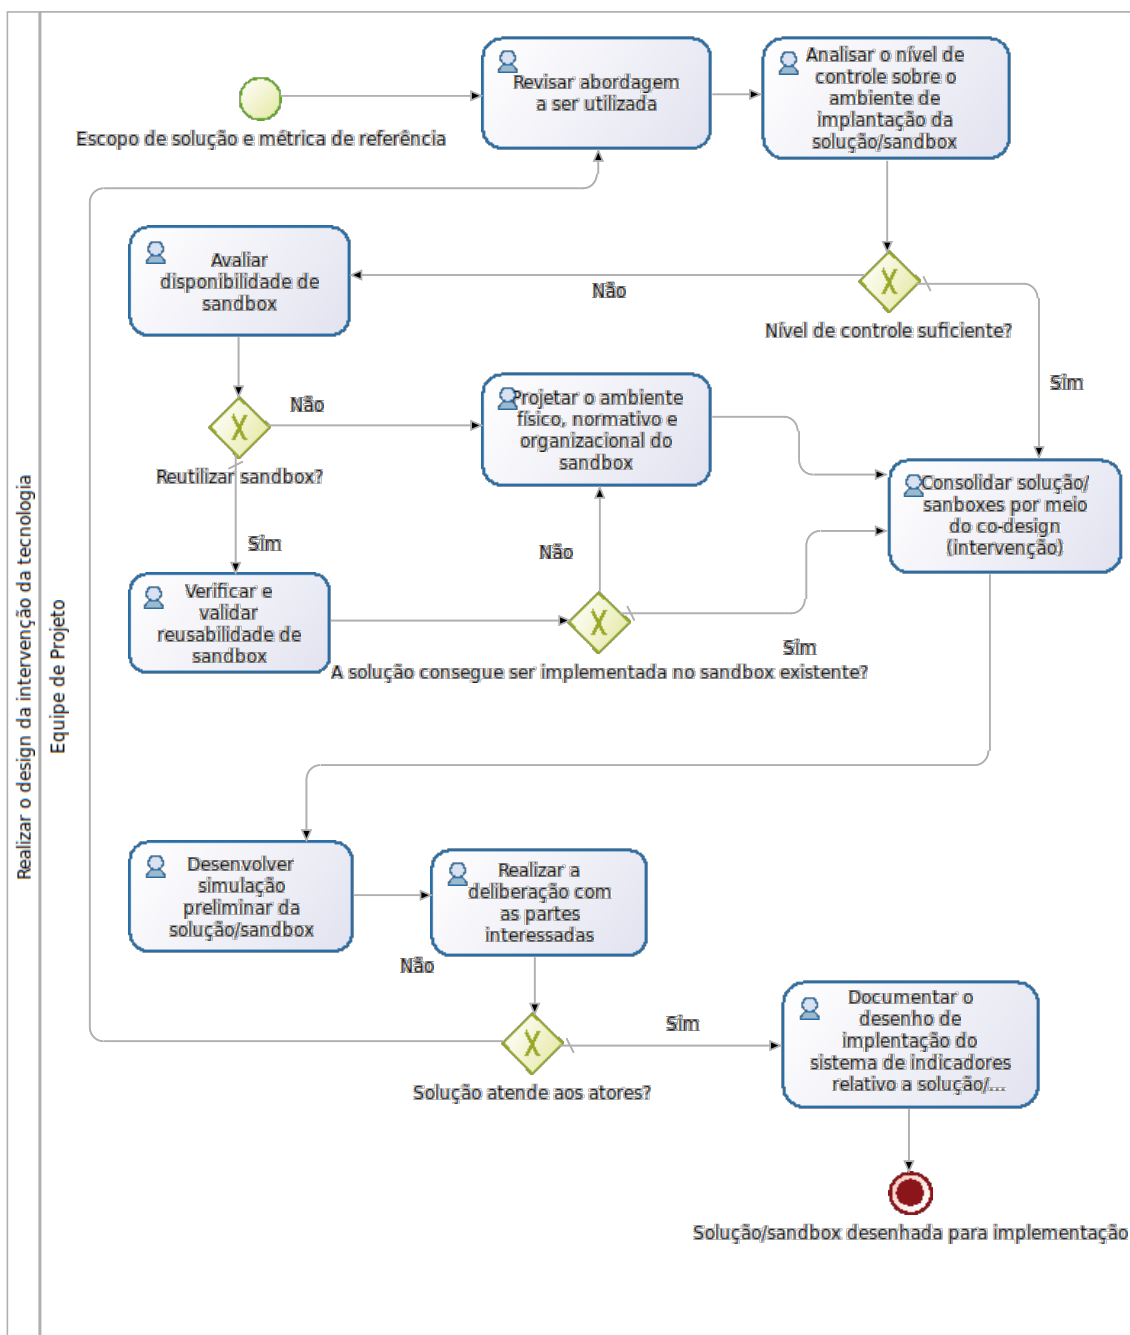 Realizar o design da intervenção da tecnologia
Equipe de Projeto
Escopo de solução e métrica de referência
Revisar abordagem
a ser utilizada
Analisar o nível de
controle sobre o
ambiente de
implantação da
solução/sandbox
Nível de controle suficiente?
Não
Sim
Avaliar
disponibilidade de
sandbox
Reutilizar sandbox?
Não
Sim
Projetar o ambiente
físico, normativo e
organizacional do
sandbox
Verificar e
validar
reusabilidade de
sandbox
A solução consegue ser implementada no sandbox existente?
Não
Sim
Consolidar solução/
sanboxes por meio
do co-design
(intervenção)
Desenvolver
simulação
preliminar da
solução/sandbox
Realizar a
deliberação com
as partes
interessadas
Não
Solução atende aos atores?
Sim
Documentar o
desenho de
implentação do
sistema de indicadores
relativo a solução/...
Solução/sandbox desenhada para implementação